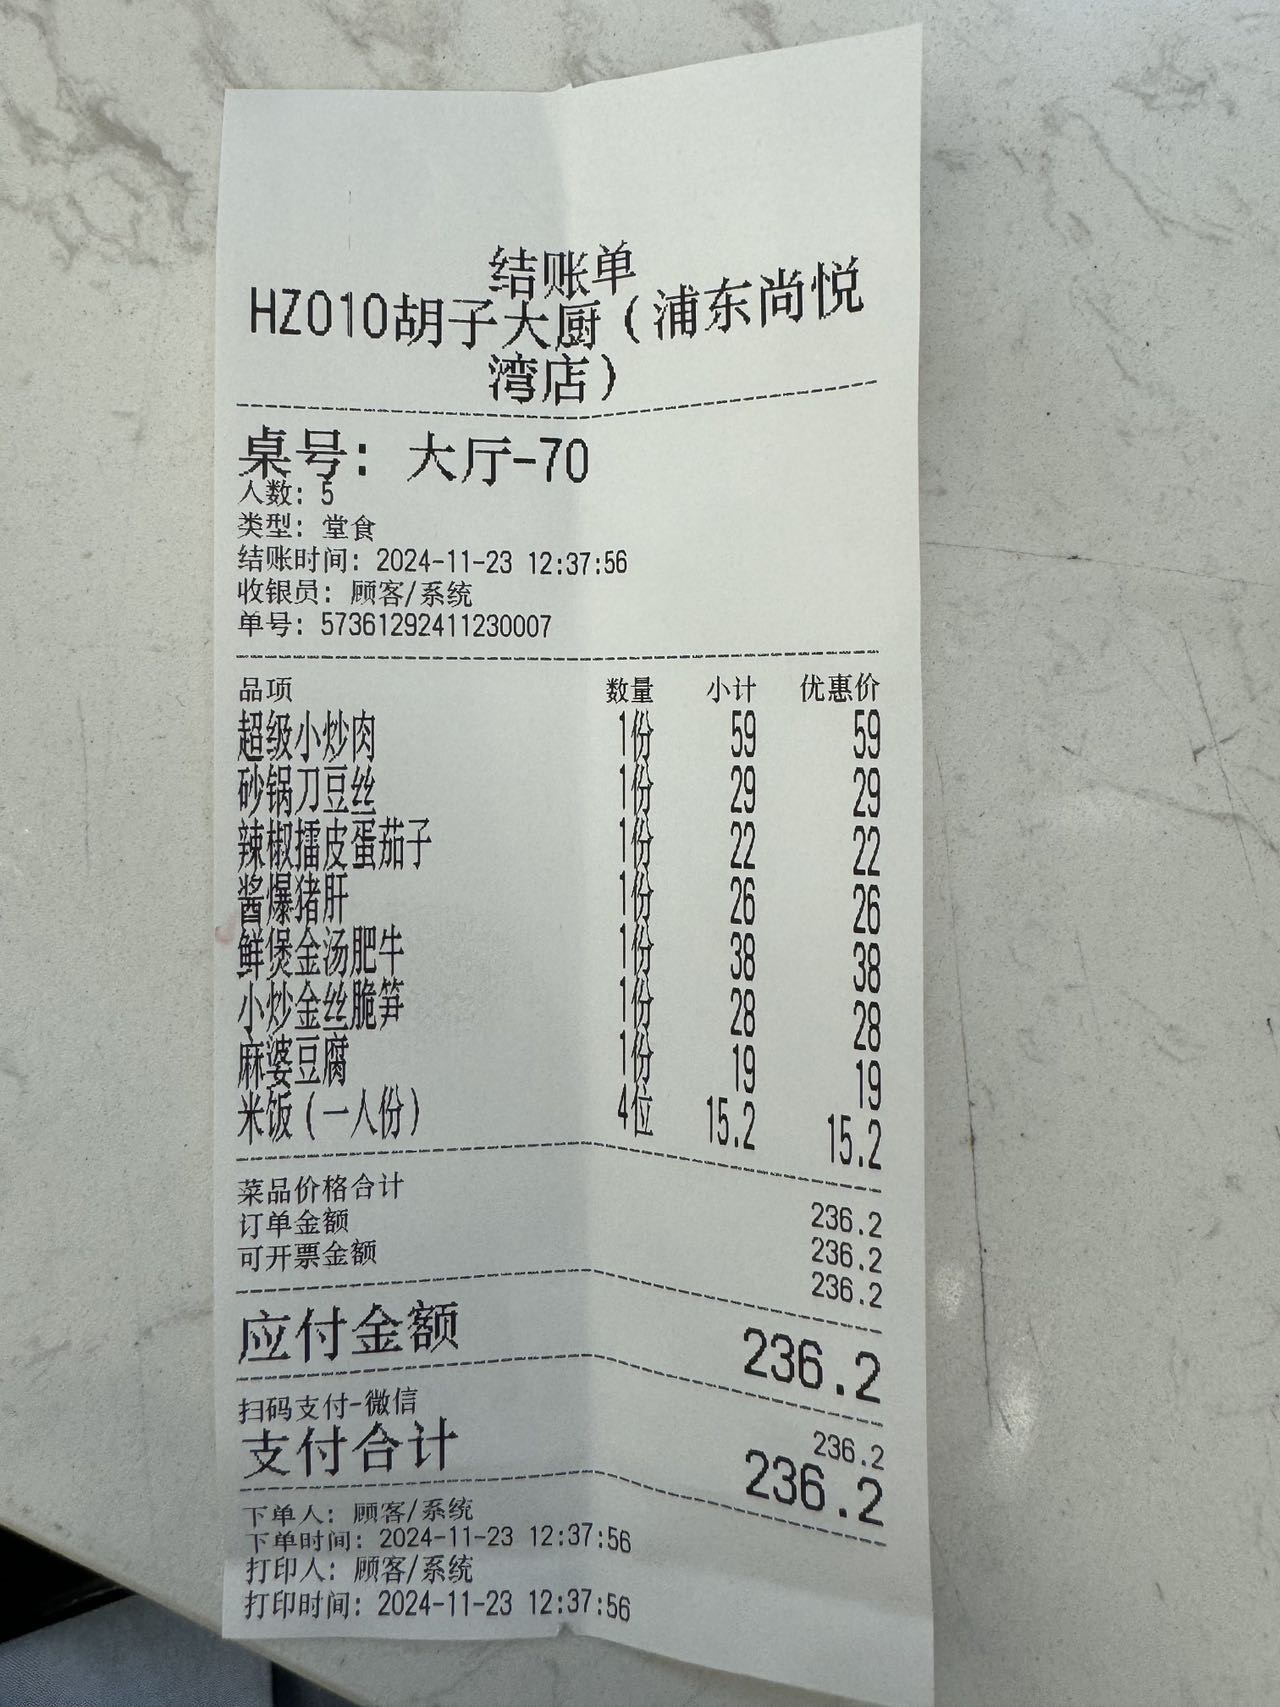 结账单
HZ010胡子大厨（浦东尚悦
湾店）
桌号：大厅-70
人数：5
类型：堂食
结账时间：2024-11-23 12:37:56
收银员：顾客/系统
单号：57361292411230007
品项 数量 小计 优惠价
超级小炒肉 1份 59 59
砂锅刀豆丝 1份 29 29
辣椒擂皮蛋茄子 1份 22 22
酱爆猪肝 1份 26 26
鲜煲金汤肥牛 1份 38 38
小炒金丝脆笋 1份 28 28
麻婆豆腐 1份 19 19
米饭（一人份） 4位 15.2 15.2
菜品价格合计 236.2
订单金额 236.2
可开票金额 236.2
应付金额 236.2
扫码支付-微信 236.2
支付合计 236.2
下单人：顾客/系统
下单时间：2024-11-23 12:37:56
打印人：顾客/系统
打印时间：2024-11-23 12:37:56